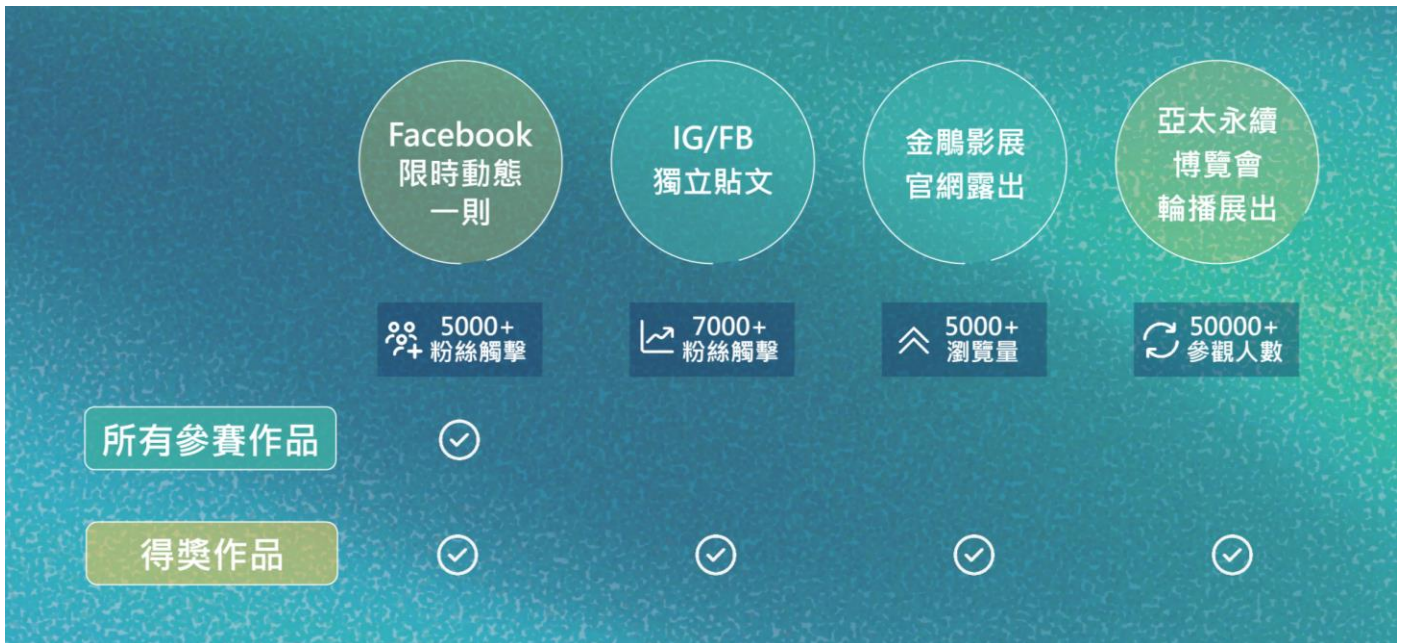 Facebook
限時動態
一則
IG/FB
獨立貼文
金鵰影展
官網露出
亞太永續
博覽會
輪播展出
5000+
粉絲觸擊
7000+
粉絲觸擊
5000+
瀏覽量
50000+
參觀人數
所有參賽作品
得獎作品